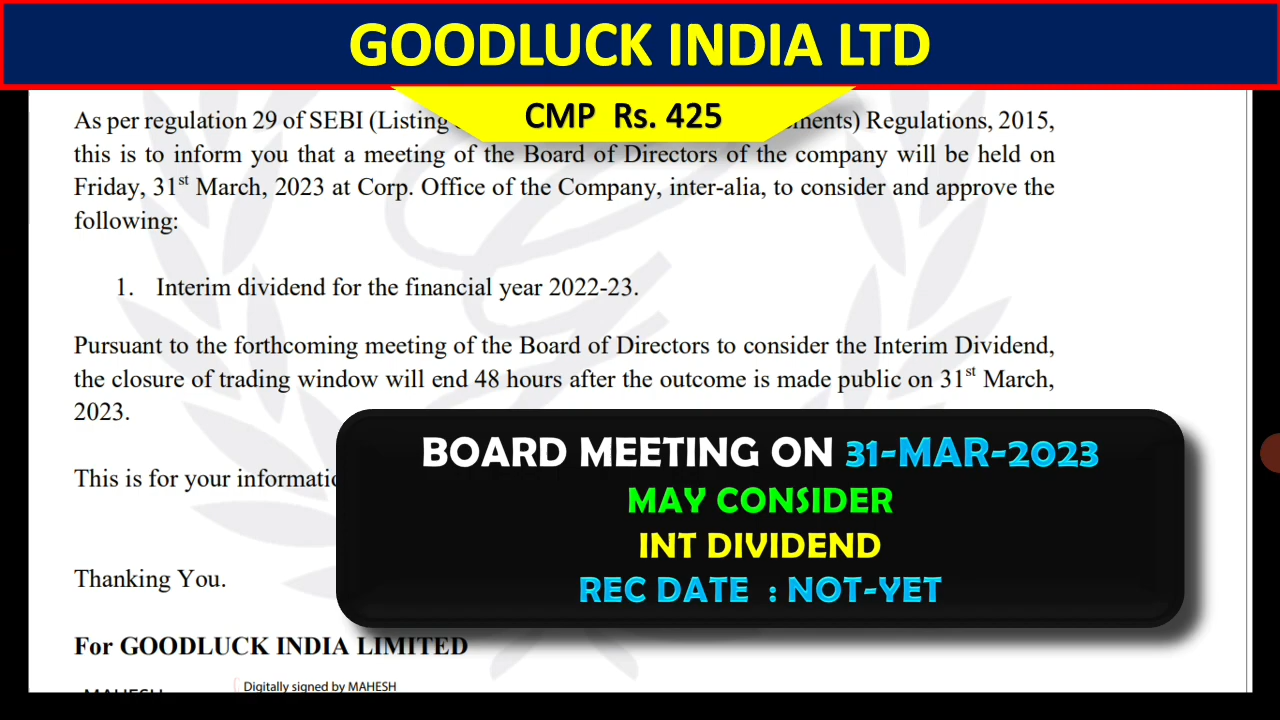 GOODLUCK INDIA LTD
CMP Rs. 425
As per regulation 29 of SEBI (Listing Regulations, 2015,
this is to inform you that a meeting of the Board of Directors of the company will be held on
Friday, 31st March, 2023 at Corp. Office of the Company, inter-alia, to consider and approve the
following:
1. Interim dividend for the financial year 2022-23.
Pursuant to the forthcoming meeting of the Board of Directors to consider the Interim Dividend,
the closure of trading window will end 48 hours after the outcome is made public on 31st March,
2023.
This is for your
BOARD MEETING ON 31-MAR-2023
MAY CONSIDER
INT DIVIDEND
REC DATE : NOT-YET
Thanking You.
For GOODLUCK INDIA LIMITED
Digitally signed by MAHESH